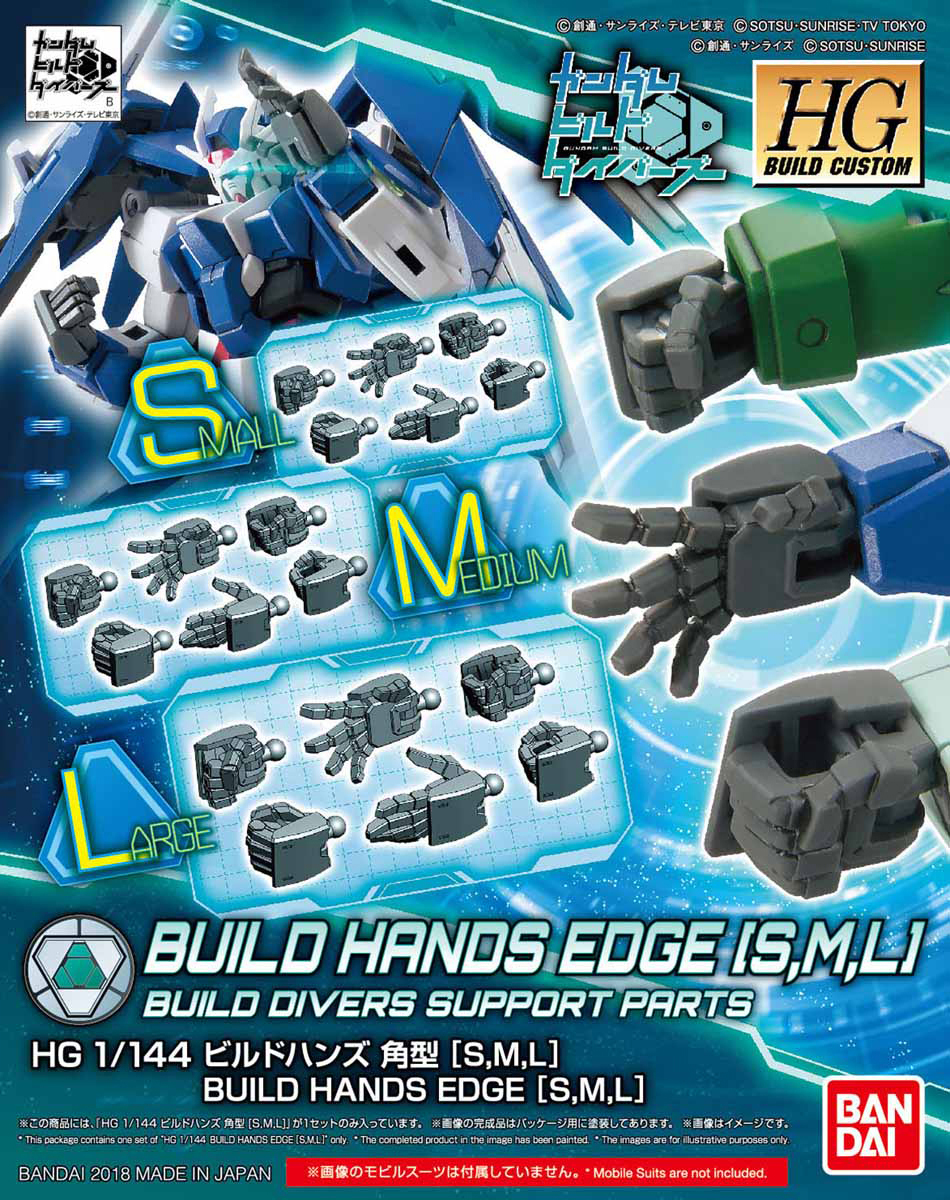 ガンダム
ビルド
ダイバーズ
B
©創通・サンライズ・テレビ東京
©創通・サンライズ・テレビ東京 ©SOTSU・SUNRISE・TV TOKYO
©創通・サンライズ ©SOTSU・SUNRISE
ガンダム
ビルド
GUNDAM BUILD DIVERS
ダイバーズ
HG
BUILD CUSTOM
SMALL
MEDIUM
LARGE
BUILD HANDS EDGE [S,M,L]
BUILD DIVERS SUPPORT PARTS
HG 1/144 ビルドハンズ 角型 [S,M,L]
BUILD HANDS EDGE [S,M,L]
※この商品には、「HG 1/144 ビルドハンズ 角型 [S,M,L]」が1セットのみ入っています。 ※画像の完成品はパッケージ用に塗装してあります。 ※画像はイメージです。
* This package contains one set of "HG 1/144 BUILD HANDS EDGE [S,M,L]" only. * The completed product in the image has been painted. * The images are for illustrative purposes only.
BANDAI 2018 MADE IN JAPAN
※画像のモビルスーツは付属していません。 * Mobile Suits are not included.
BAN
DAI